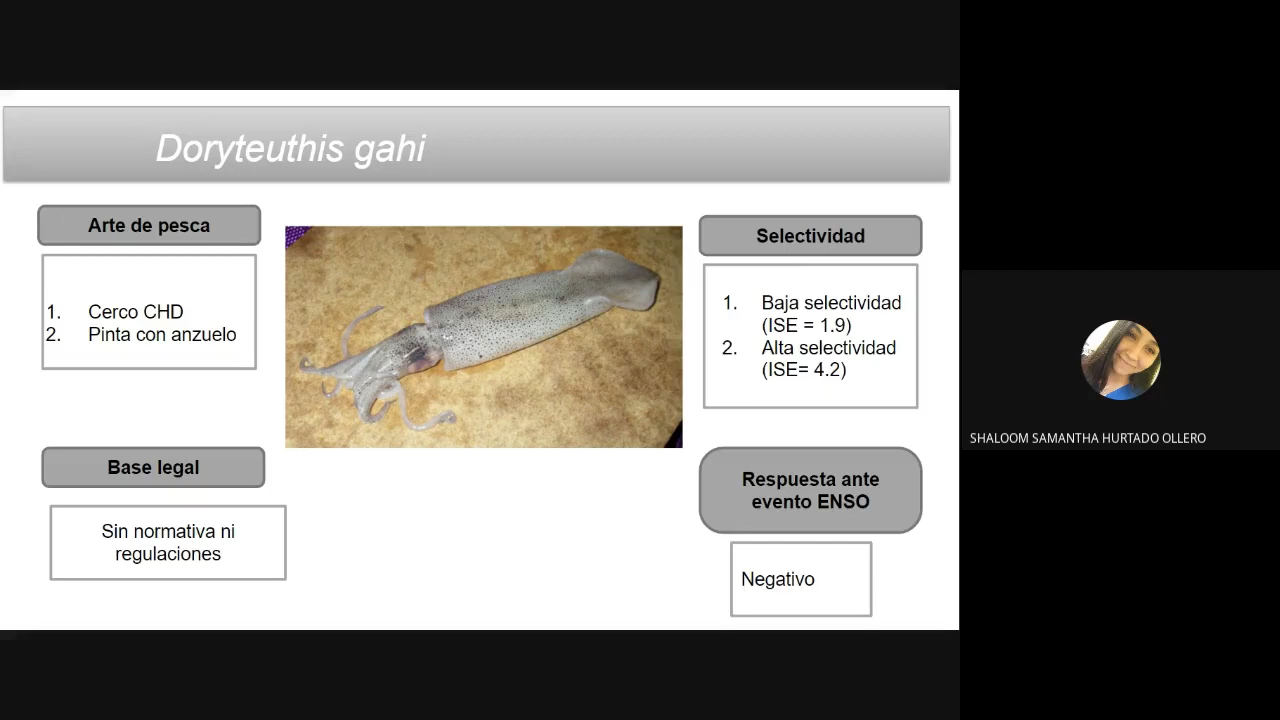 Doryteuthis gahi
Arte de pesca
1. Cerco CHD
2. Pinta con anzuelo
Selectividad
1. Baja selectividad
(ISE = 1.9)
2. Alta selectividad
(ISE= 4.2)
Base legal
Sin normativa ni
regulaciones
Respuesta ante
evento ENSO
Negativo
SHALOOM SAMANTHA HURTADO OLLERO